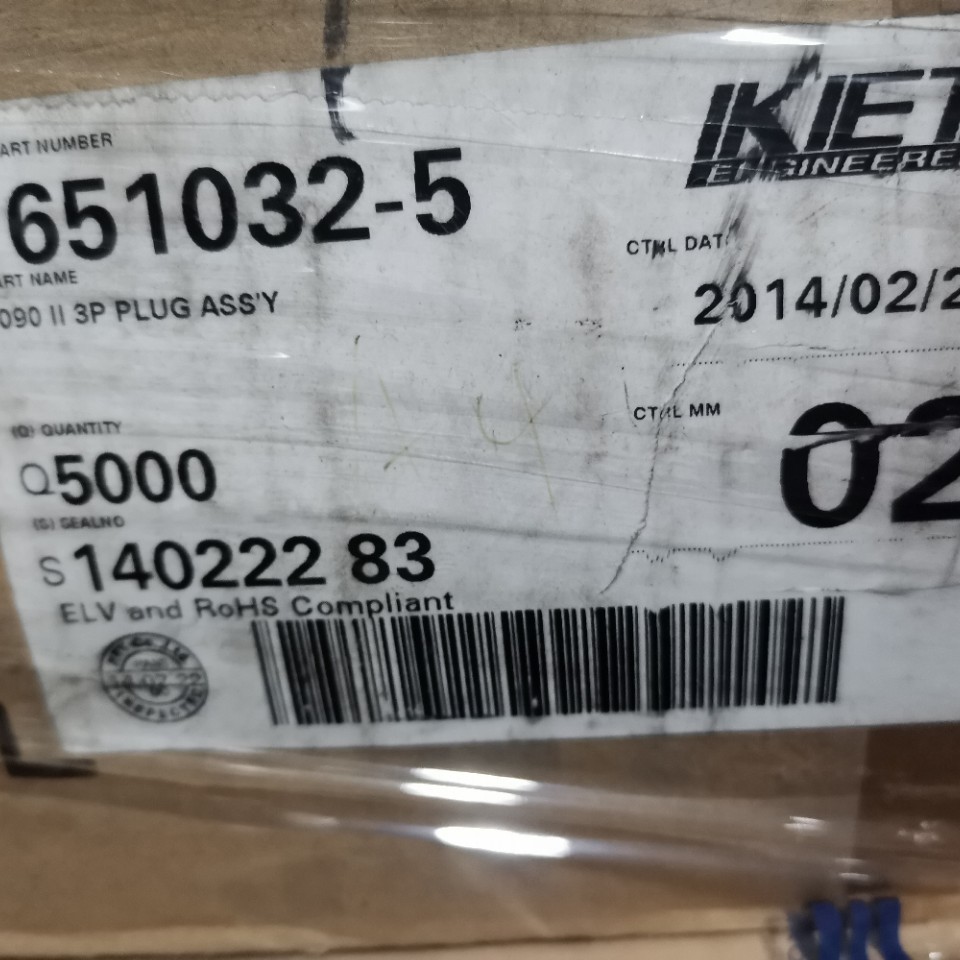 KET
ENGINEERE
ART NUMBER
651032-5
CTRL DAT
ART NAME
2014/02/2
090 II 3P PLUG ASS'Y
CTRL MM
02
(Q) QUANTITY
Q5000
(S) SEALNO
S140222 83
ELV and RoHS Compliant